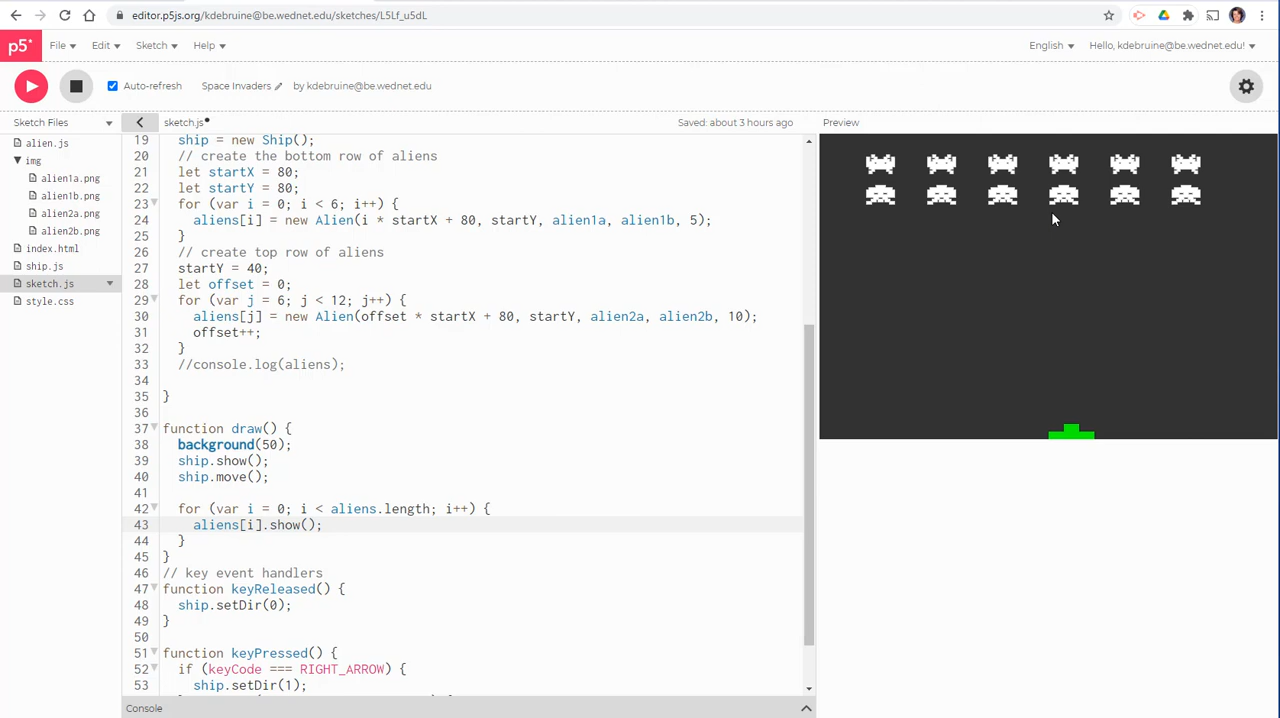 editor.p5js.org/kdebruine@be.wednet.edu/sketches/L5Lf_u5dL
p5* File Edit Sketch Help English Hello, kdebruine@be.wednet.edu!
Auto-refresh Space Invaders by kdebruine@be.wednet.edu
Sketch Files sketch.js Saved: about 3 hours ago Preview
alien.js
img
alien1a.png
alien1b.png
alien2a.png
alien2b.png
index.html
ship.js
sketch.js
style.css
19 ship = new Ship();
20 // create the bottom row of aliens
21 let startX = 80;
22 let startY = 80;
23 for (var i = 0; i < 6; i++) {
24 aliens[i] = new Alien(i * startX + 80, startY, alien1a, alien1b, 5);
25 }
26 // create top row of aliens
27 startY = 40;
28 let offset = 0;
29 for (var j = 6; j < 12; j++) {
30 aliens[j] = new Alien(offset * startX + 80, startY, alien2a, alien2b, 10);
31 offset++;
32 }
33 //console.log(aliens);
34
35 }
36
37 function draw() {
38 background(50);
39 ship.show();
40 ship.move();
41
42 for (var i = 0; i < aliens.length; i++) {
43 aliens[i].show();
44 }
45 }
46 // key event handlers
47 function keyReleased() {
48 ship.setDir(0);
49 }
50
51 function keyPressed() {
52 if (keyCode === RIGHT_ARROW) {
53 ship.setDir(1);
Console